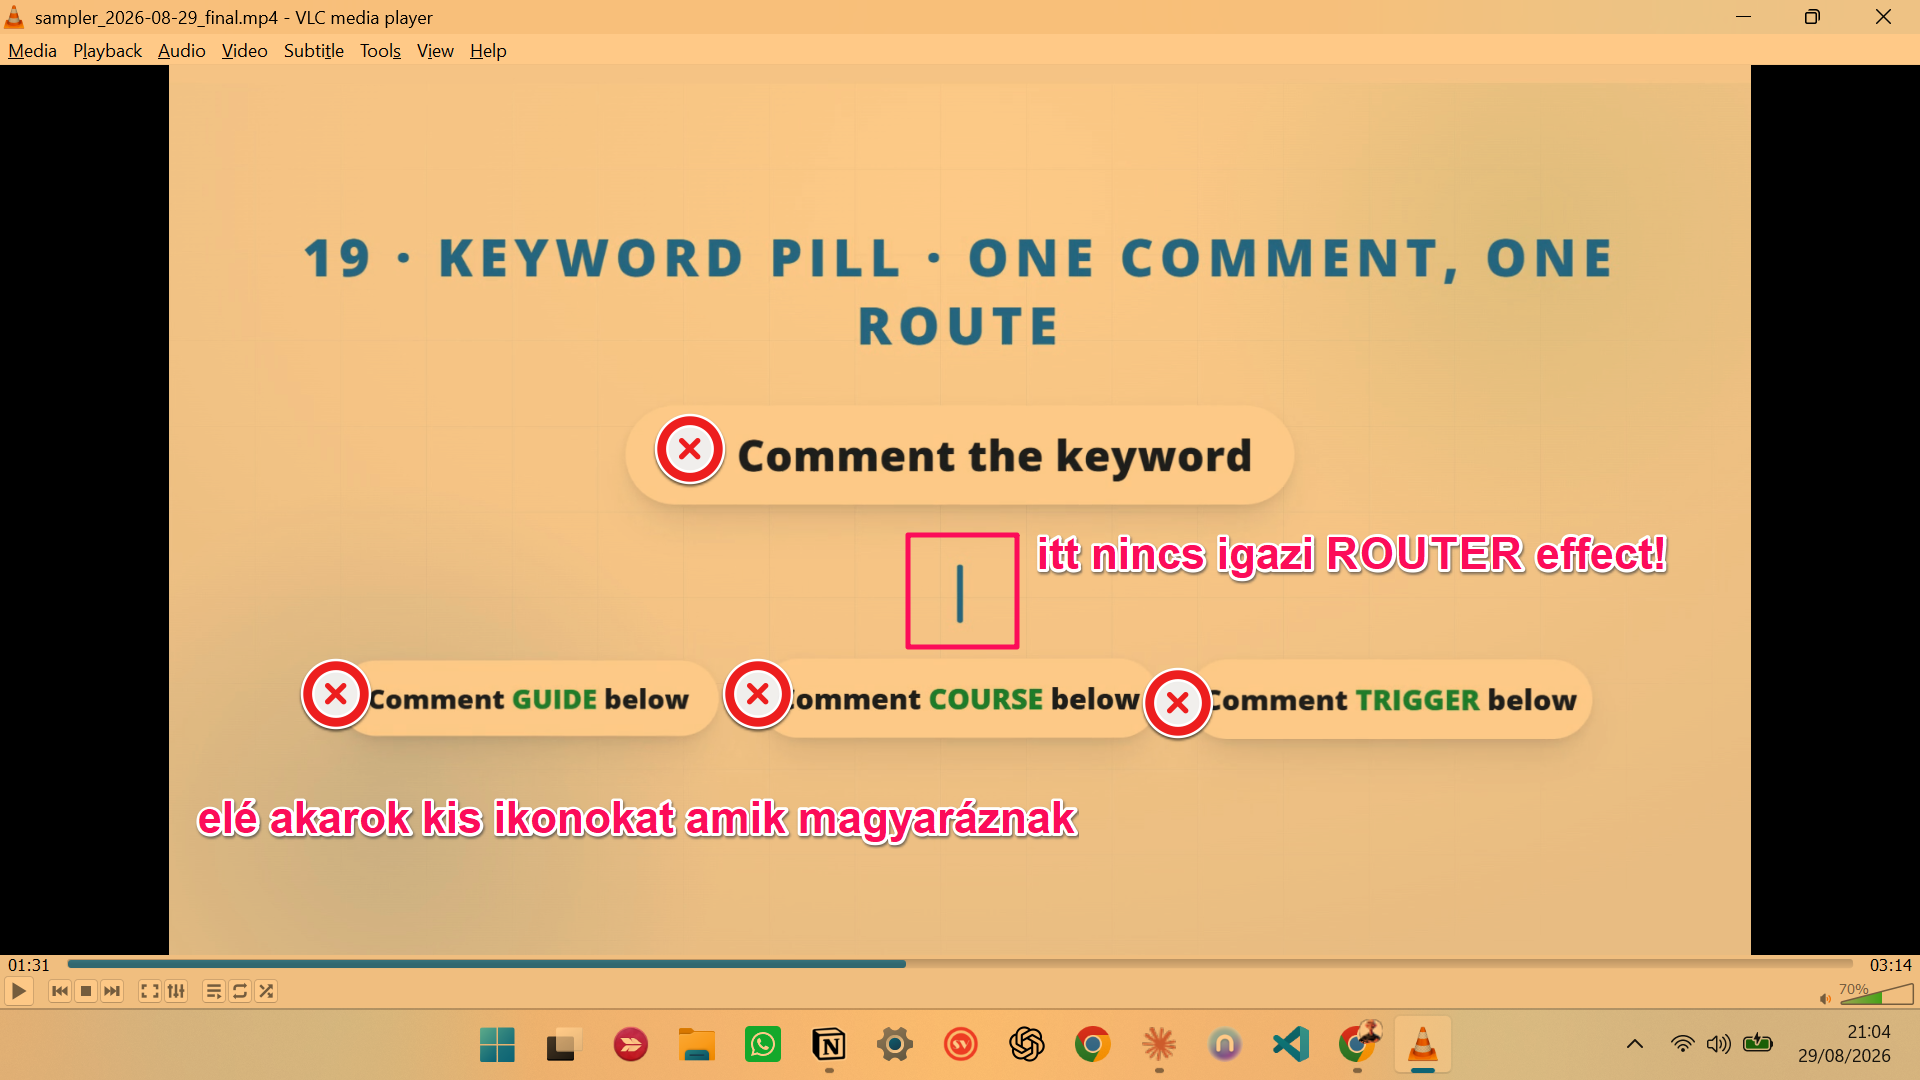 sampler_2026-08-29_final.mp4 - VLC media player
Media Playback Audio Video Subtitle Tools View Help
19 · KEYWORD PILL · ONE COMMENT, ONE
ROUTE
Comment the keyword
itt nincs igazi ROUTER effect!
Comment GUIDE below
omment COURSE below
Comment TRIGGER below
elé akarok kis ikonokat amik magyaráznak
01:31
03:14
70%
21:04
29/08/2026